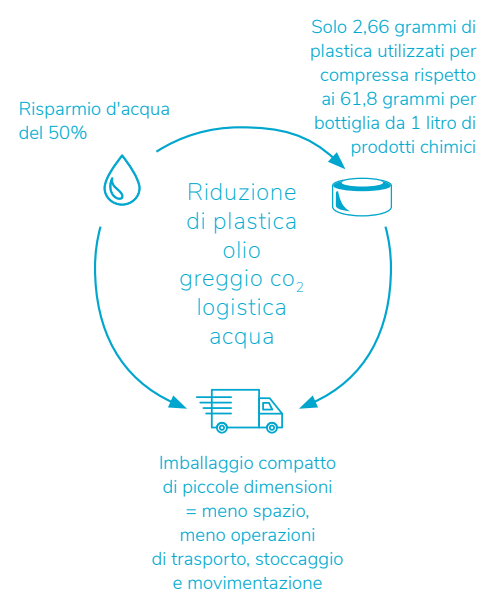 Solo 2,66 grammi di
plastica utilizzati per
compressa rispetto
ai 61,8 grammi per
bottiglia da 1 litro di
prodotti chimici
Risparmio d'acqua
del 50%
Riduzione
di plastica
olio
greggio co₂
logistica
acqua
Imballaggio compatto
di piccole dimensioni
= meno spazio,
meno operazioni
di trasporto, stoccaggio
e movimentazione